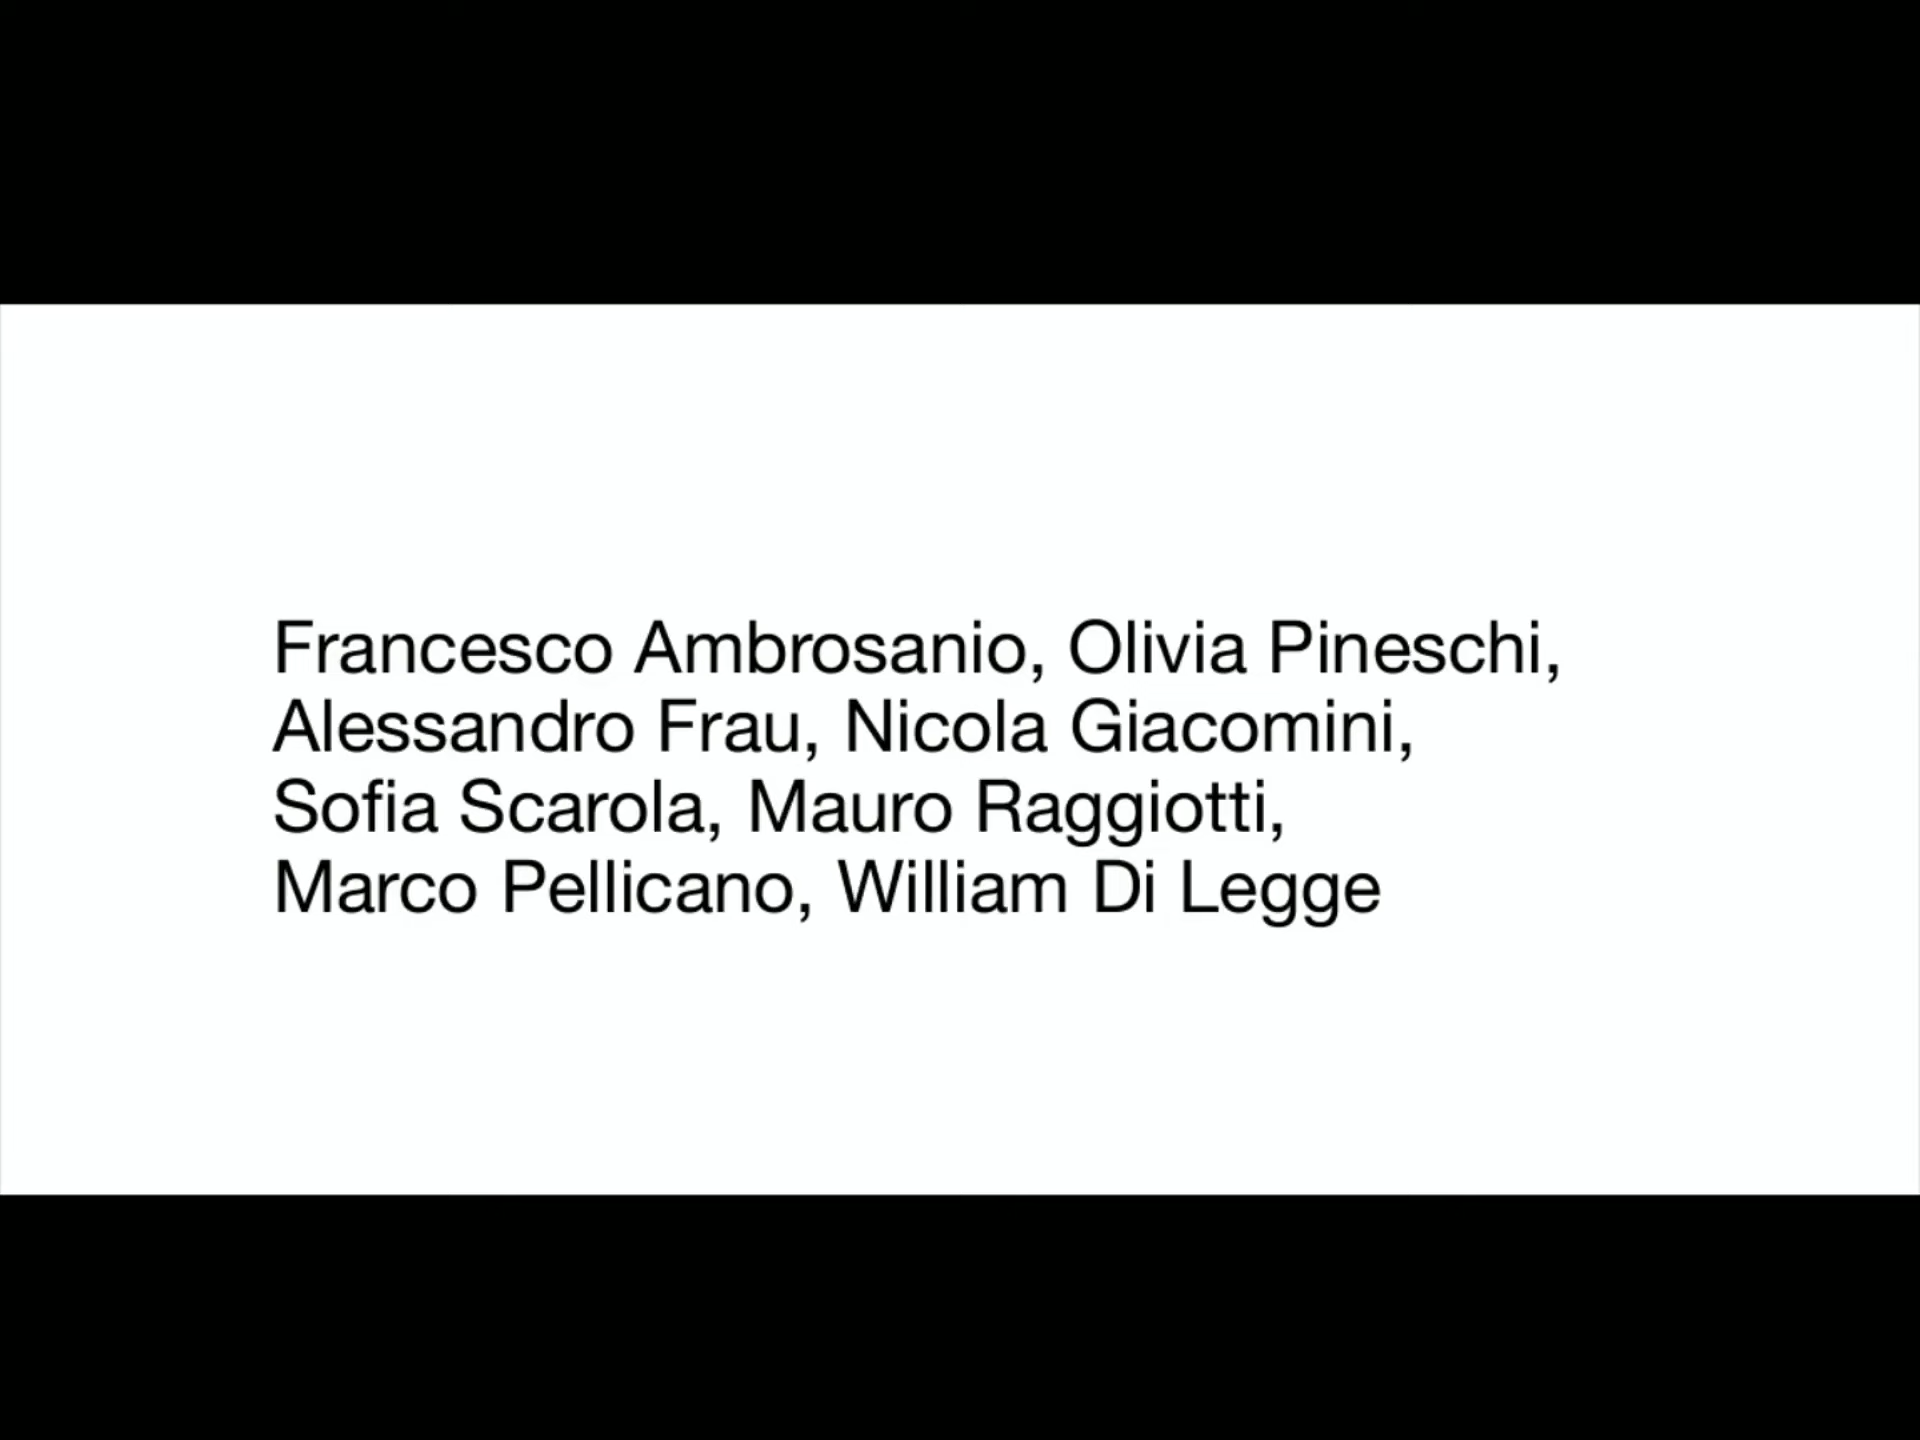 Francesco Ambrosanio, Olivia Pineschi,
Alessandro Frau, Nicola Giacomini,
Sofia Scarola, Mauro Raggiotti,
Marco Pellicano, William Di Legge